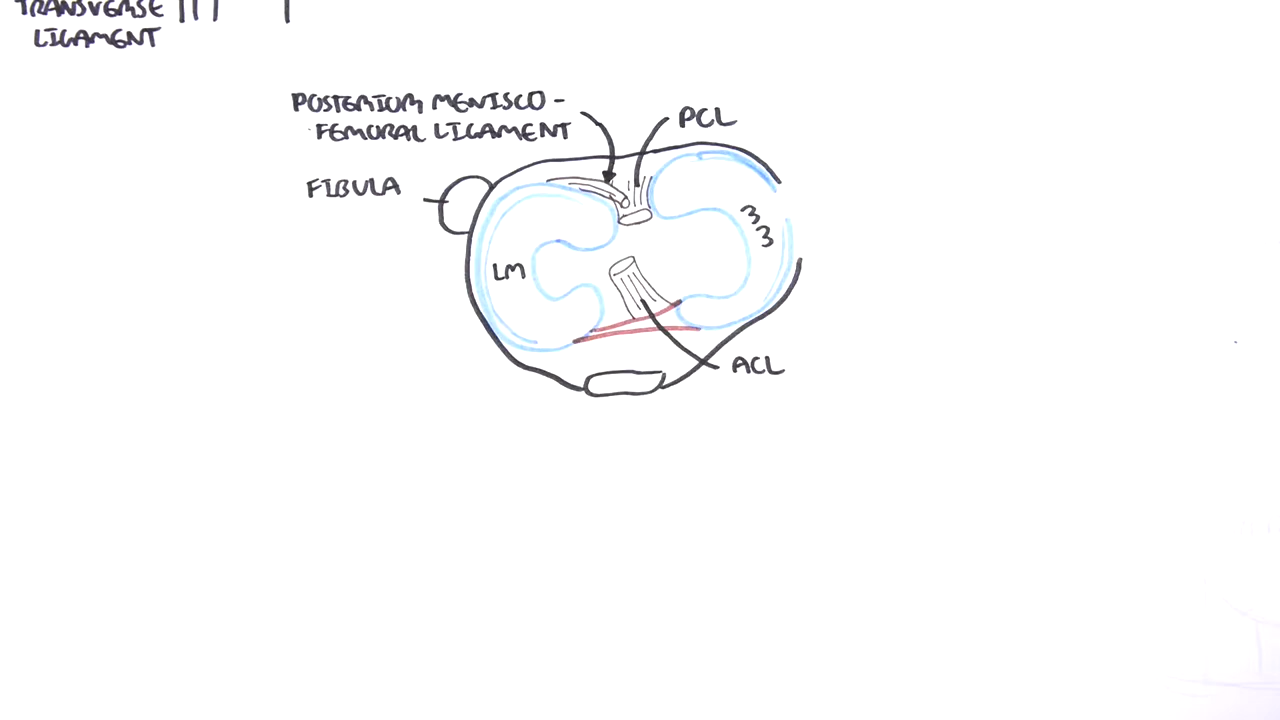 TRANSVERSE
LIGAMENT
POSTERIOR MENISCO-
FEMORAL LIGAMENT
PCL
FIBULA
LM
ACL